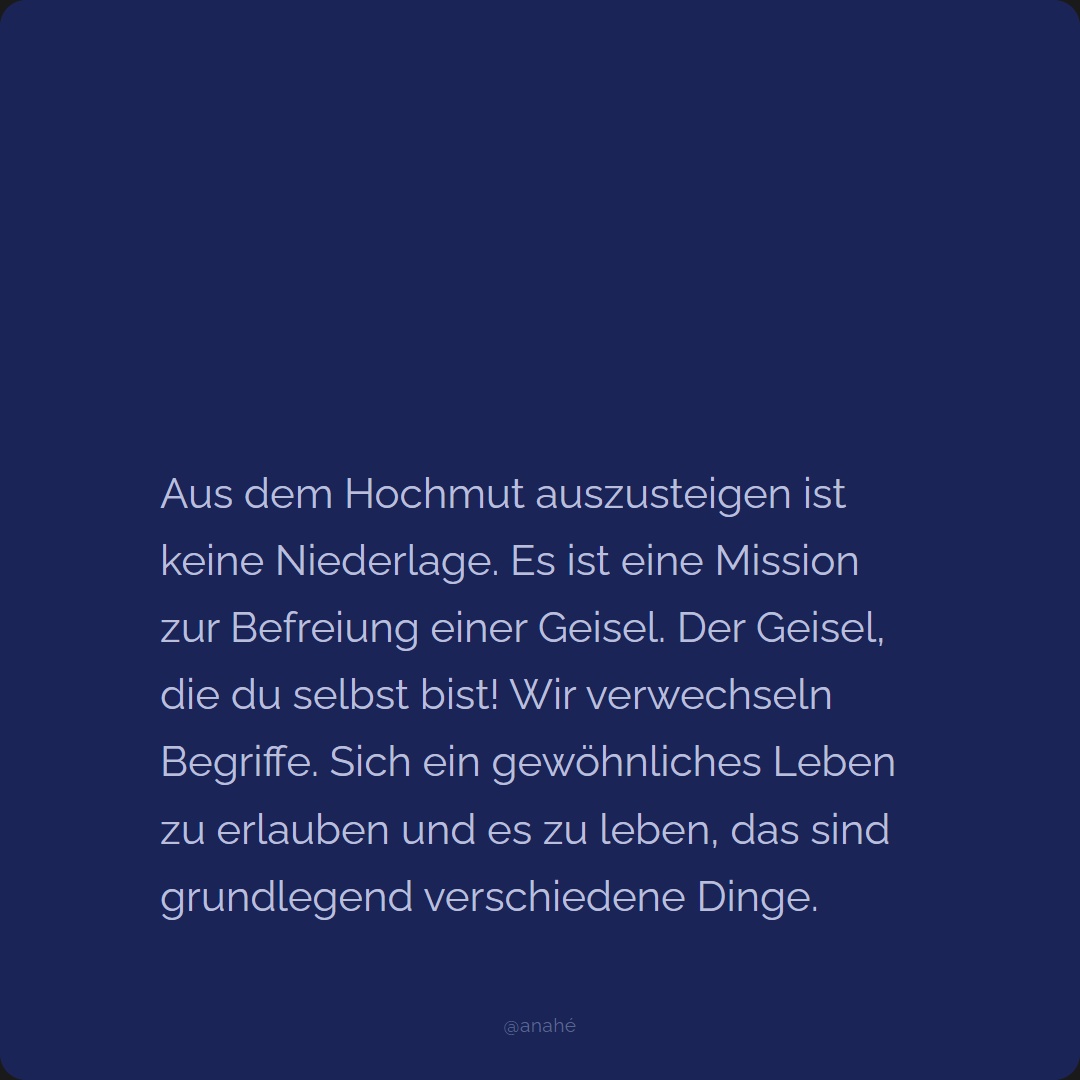 Aus dem Hochmut auszusteigen ist
keine Niederlage. Es ist eine Mission
zur Befreiung einer Geisel. Der Geisel,
die du selbst bist! Wir verwechseln
Begriffe. Sich ein gewöhnliches Leben
zu erlauben und es zu leben, das sind
grundlegend verschiedene Dinge.
@anahé